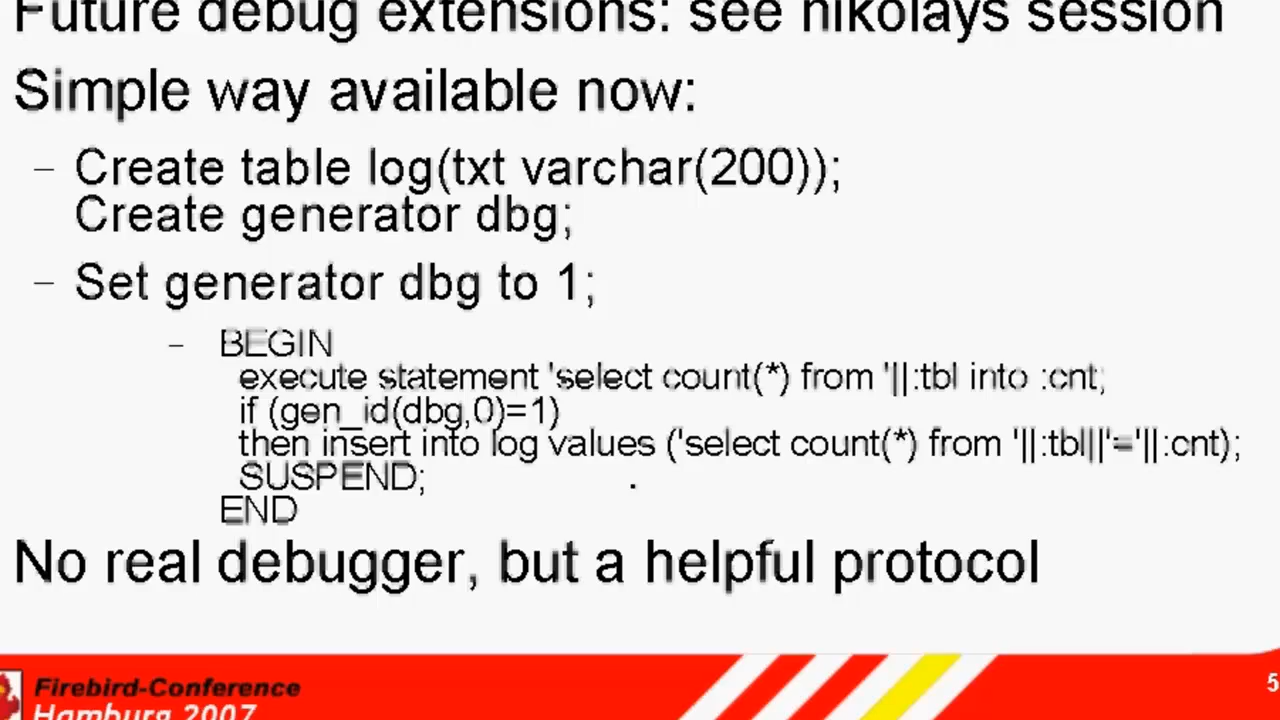 Future debug extensions: see nikolays session
Simple way available now:
– Create table log(txt varchar(200));
Create generator dbg;
– Set generator dbg to 1;
– BEGIN
execute statement 'select count(*) from '||:tbl into :cnt;
if (gen_id(dbg,0)=1)
then insert into log values ('select count(*) from '||:tbl||'='||:cnt);
SUSPEND;
END
No real debugger, but a helpful protocol
Firebird-Conference
Hamburg 2007
5